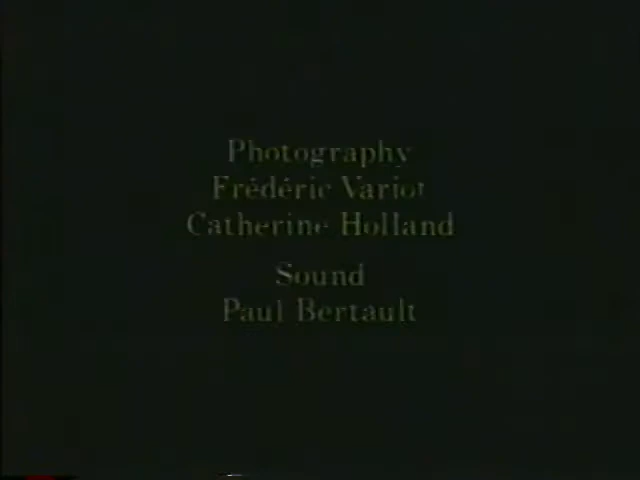 Photography
Frédéric Variot
Catherine Holland
Sound
Paul Bertault